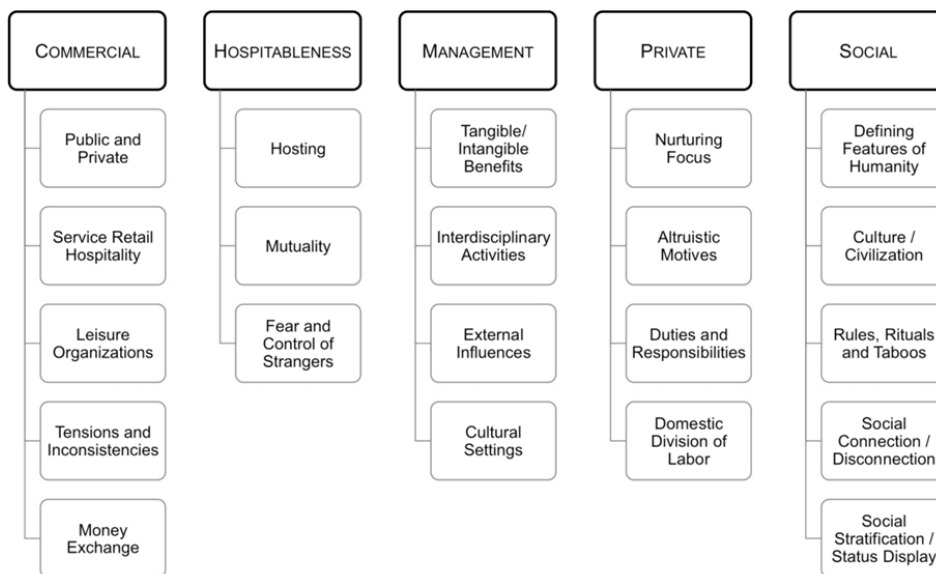 COMMERCIAL
Public and
Private
Service Retail
Hospitality
Leisure
Organizations
Tensions and
Inconsistencies
Money
Exchange
HOSPITABLENESS
Hosting
Mutuality
Fear and
Control of
Strangers
MANAGEMENT
Tangible/
Intangible
Benefits
Interdisciplinary
Activities
External
Influences
Cultural
Settings
PRIVATE
Nurturing
Focus
Altruistic
Motives
Duties and
Responsibilities
Domestic
Division of
Labor
SOCIAL
Defining
Features of
Humanity
Culture /
Civilization
Rules, Rituals
and Taboos
Social
Connection /
Disconnection
Social
Stratification /
Status Display